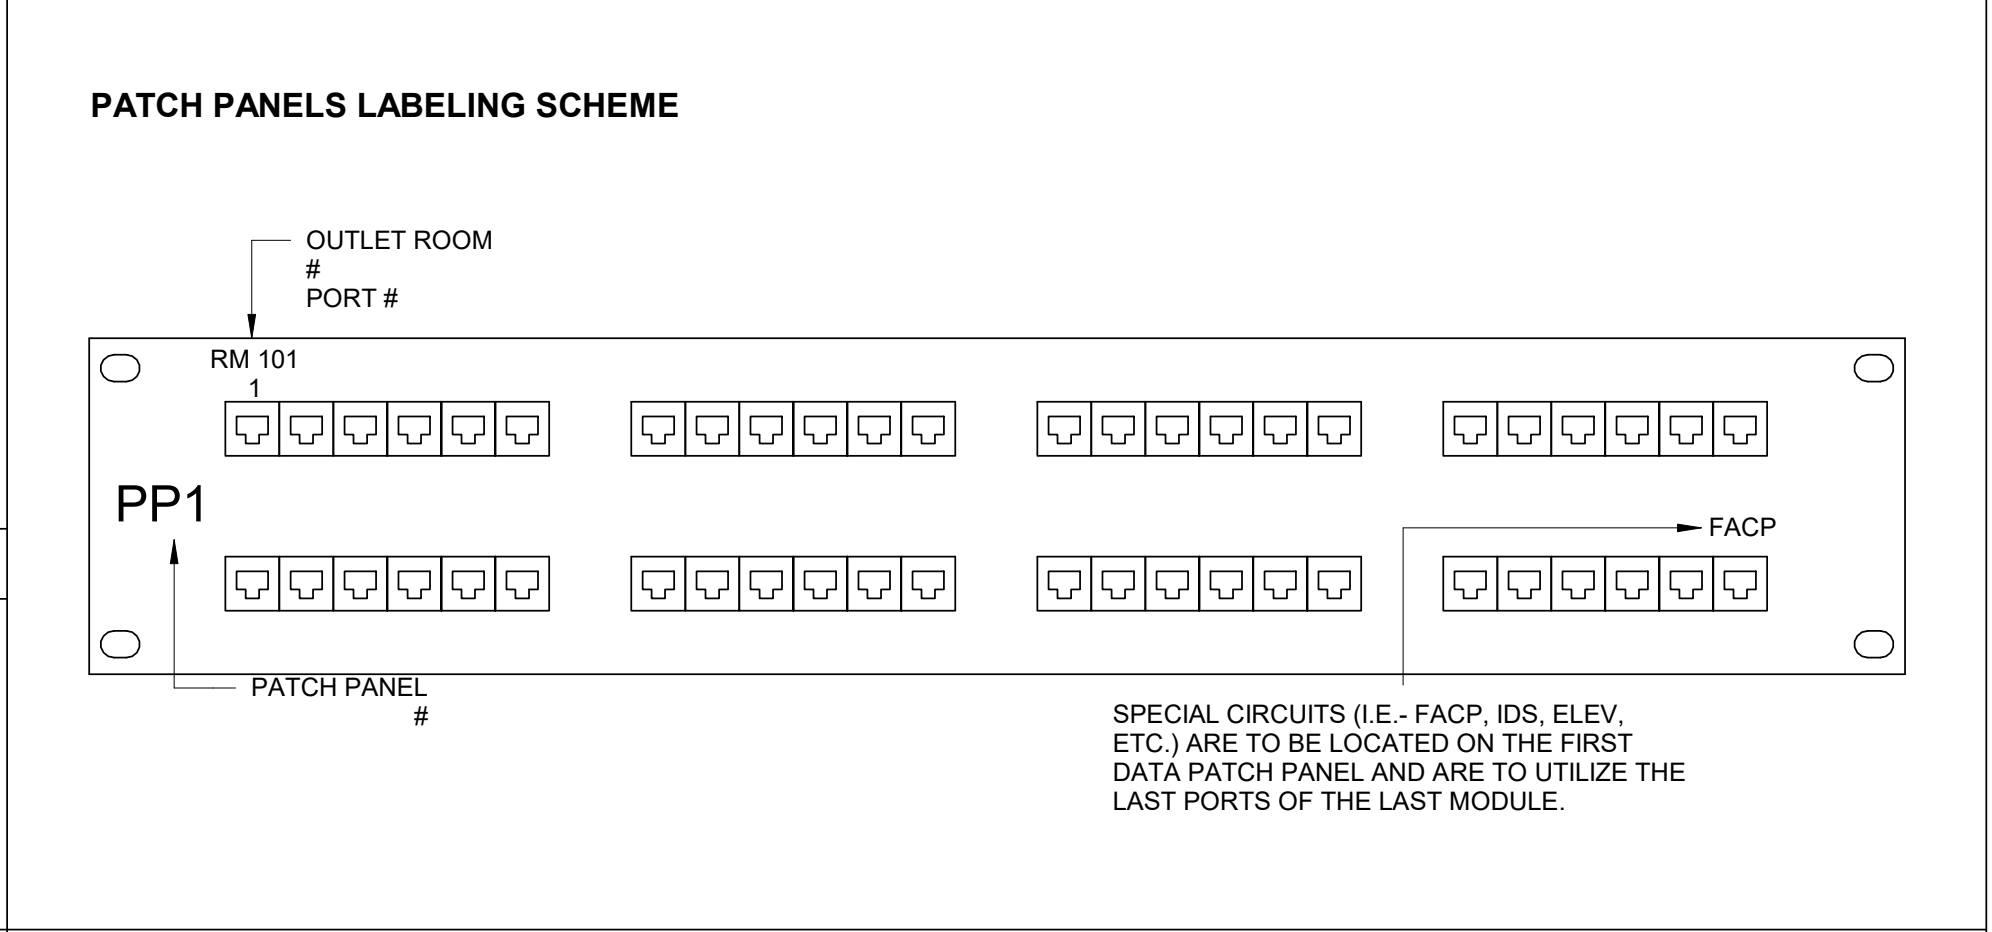 PATCH PANELS LABELING SCHEME
OUTLET ROOM
#
PORT #
RM 101
1
PP1
FACP
PATCH PANEL
#
SPECIAL CIRCUITS (I.E.- FACP, IDS, ELEV,
ETC.) ARE TO BE LOCATED ON THE FIRST
DATA PATCH PANEL AND ARE TO UTILIZE THE
LAST PORTS OF THE LAST MODULE.